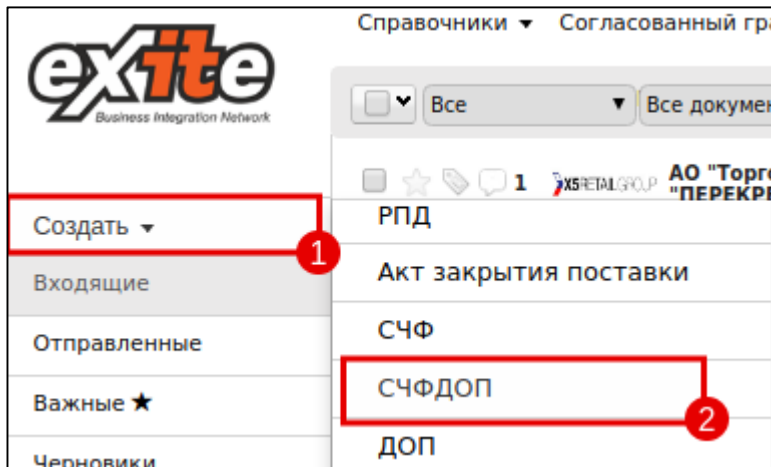 Справочники ▾ Согласованный гра
exite
Business Integration Network
Все ▼ Все докумен
1 X5 RETAIL GROUP АО "Торго
"ПЕРЕКРЕ
Создать ▾
1
РПД
Входящие
Акт закрытия поставки
СЧФ
Отправленные
СЧФДОП
2
Важные ★
ДОП
Черновики